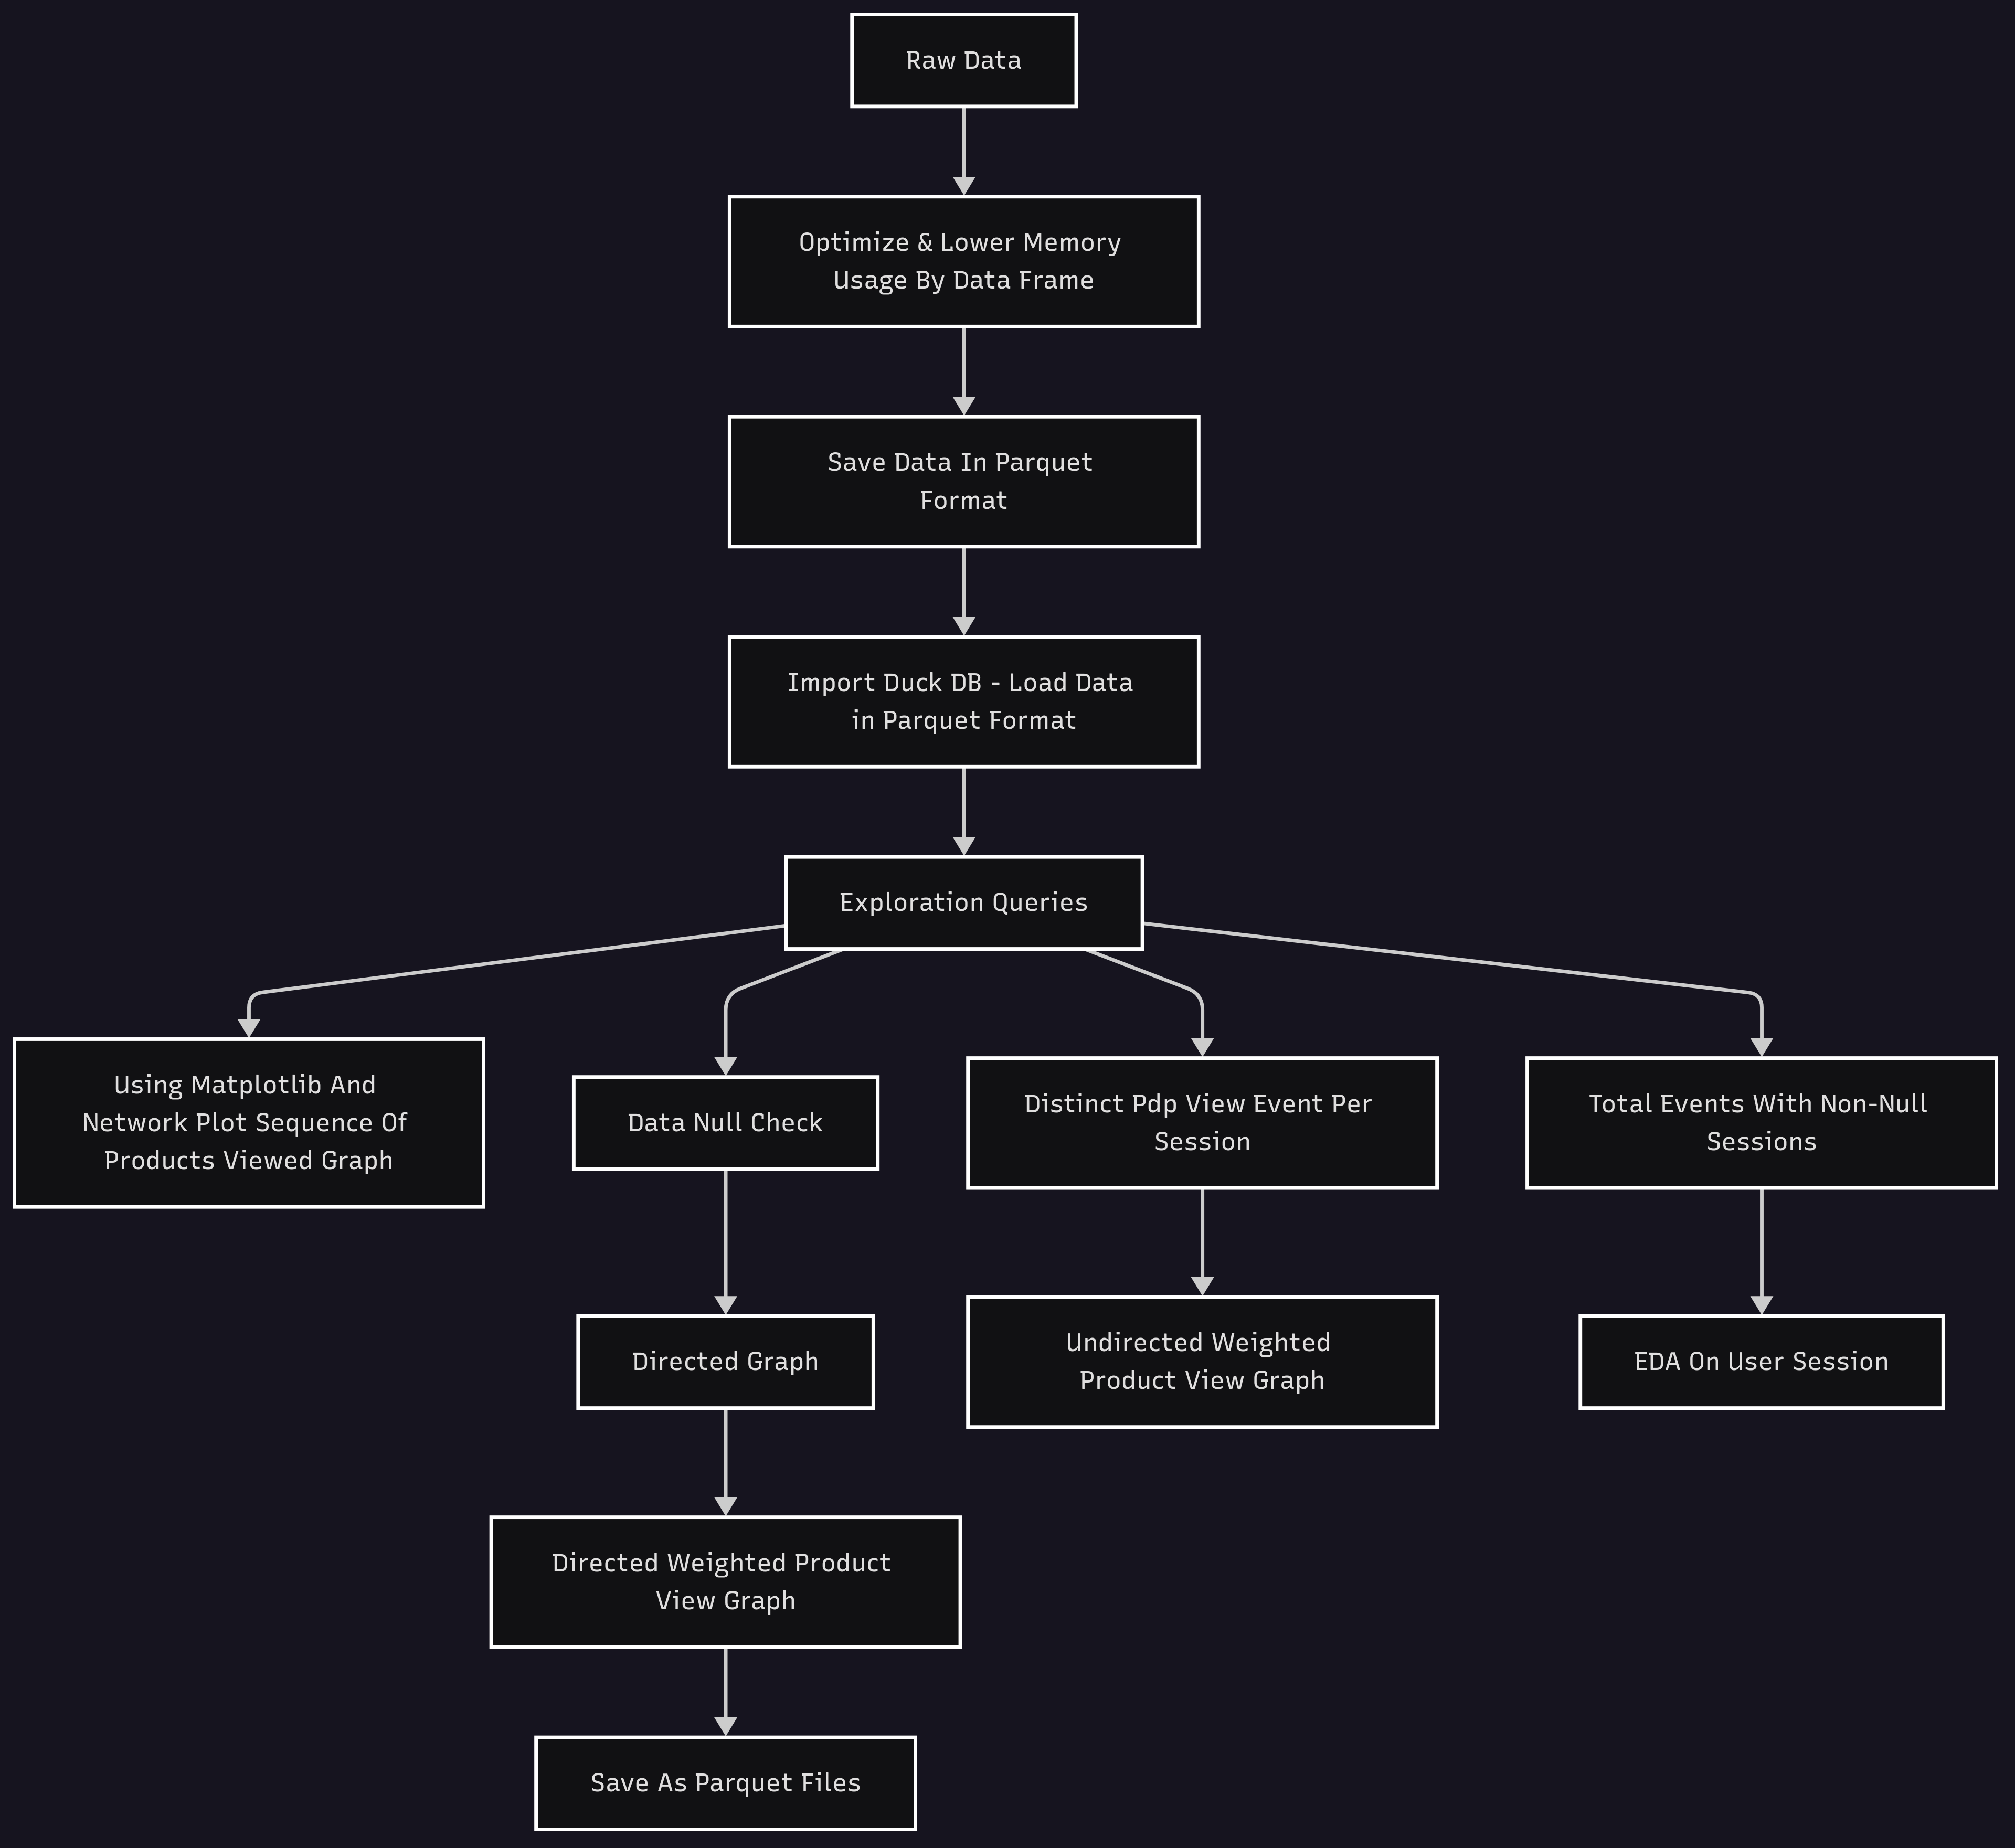 Raw Data
Optimize & Lower Memory
Usage By Data Frame
Save Data In Parquet
Format
Import Duck DB - Load Data
in Parquet Format
Exploration Queries
Using Matplotlib And
Network Plot Sequence Of
Products Viewed Graph
Data Null Check
Distinct Pdp View Event Per
Session
Total Events With Non-Null
Sessions
Directed Graph
Undirected Weighted
Product View Graph
EDA On User Session
Directed Weighted Product
View Graph
Save As Parquet Files